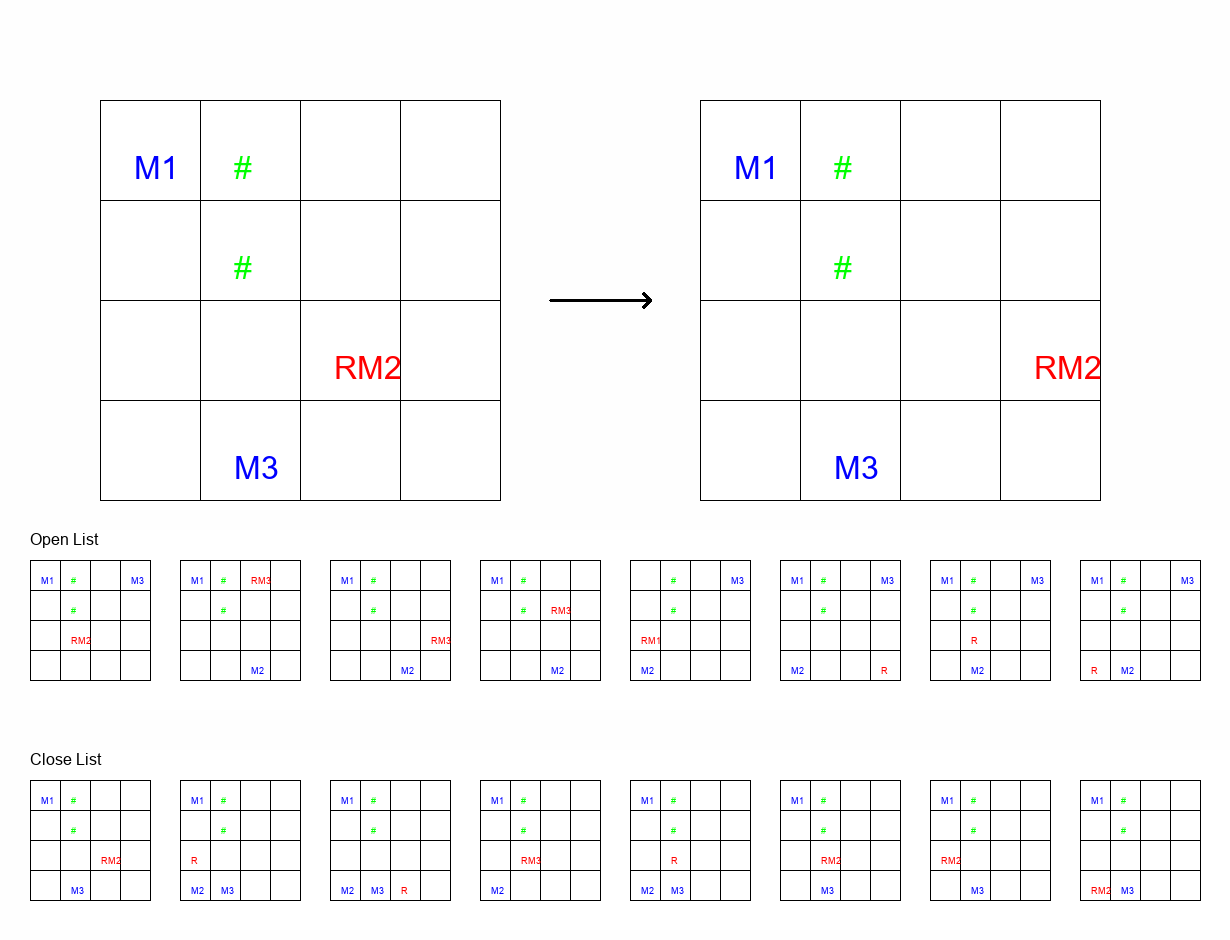 M1 # M1 #
# #
RM2 RM2
M3 M3
Open List
M1 # M3 M1 # RM3 M1 # M1 # # M3 M1 # M3 M1 # M3 M1 # M3
# # # # RM3 # # # #
RM2 RM3 RM1 R
M2 M2 M2 M2 M2 R M2 R M2
Close List
M1 # M1 # M1 # M1 # M1 # M1 # M1 # M1 #
# # # # # # # #
RM2 R RM3 R RM2 RM2
M3 M2 M3 M2 M3 R M2 M2 M3 M3 M3 RM2 M3